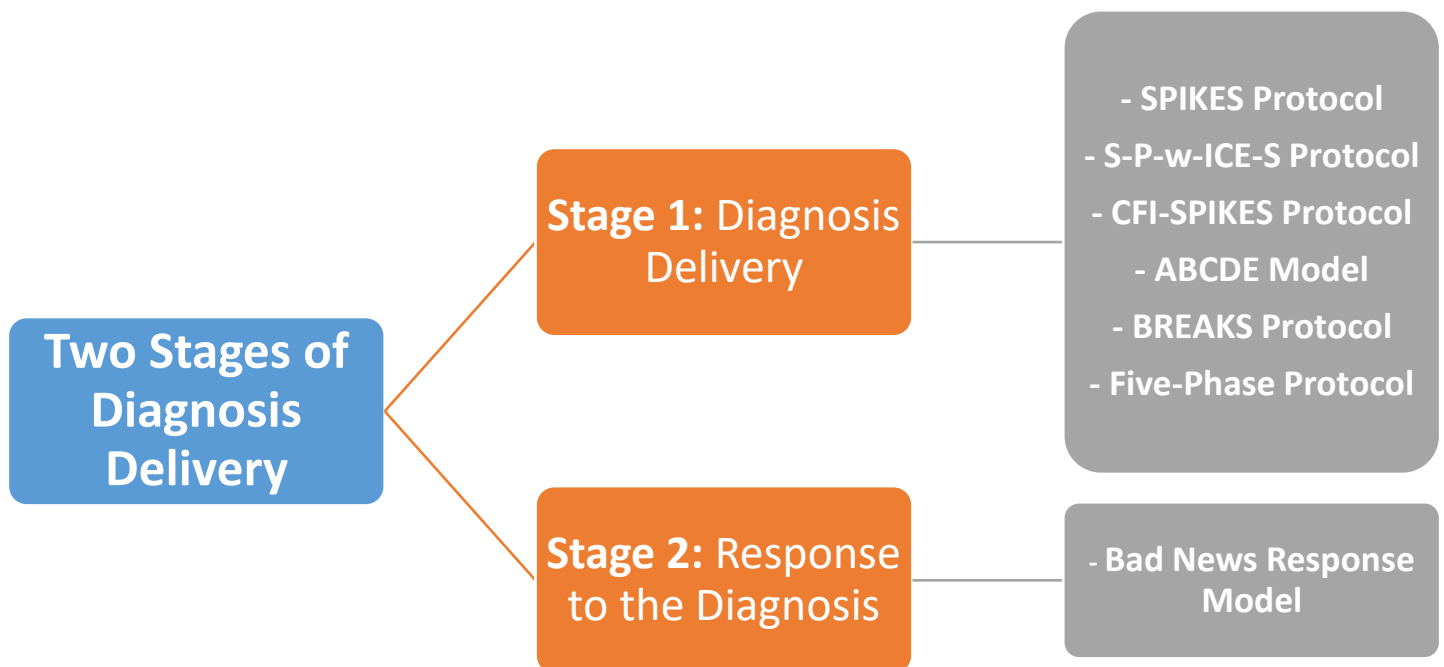 Two Stages of
Diagnosis
Delivery
Stage 1: Diagnosis
Delivery
- SPIKES Protocol
- S-P-w-ICE-S Protocol
- CFI-SPIKES Protocol
- ABCDE Model
- BREAKS Protocol
- Five-Phase Protocol
Stage 2: Response
to the Diagnosis
- Bad News Response
Model